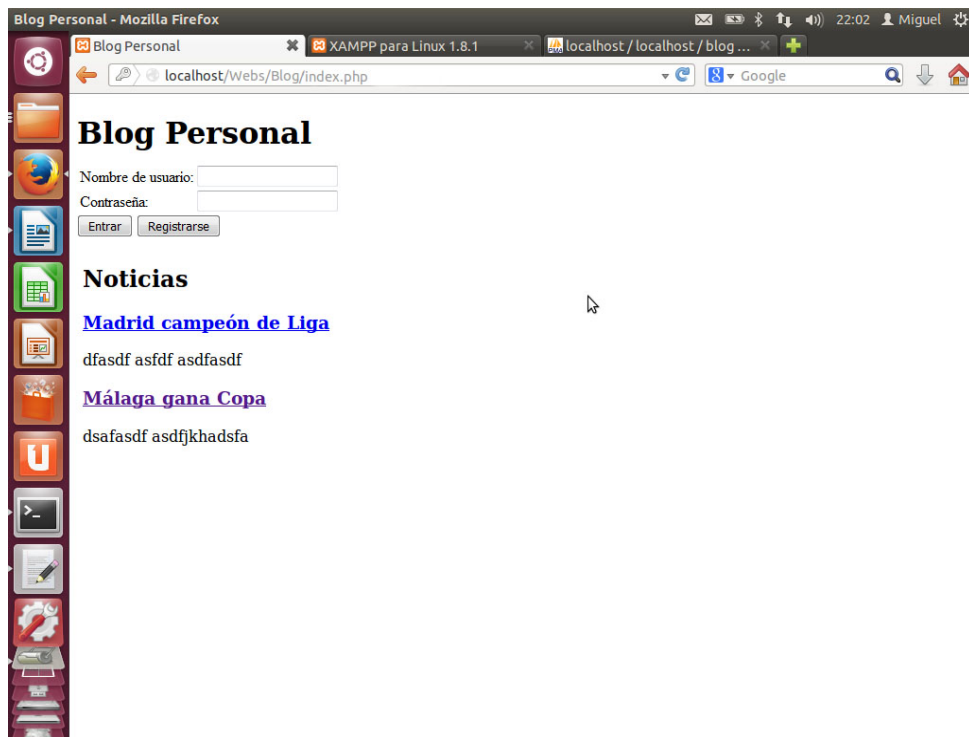 Blog Personal - Mozilla Firefox 22:02 Miguel
Blog Personal XAMPP para Linux 1.8.1 localhost / localhost / blog ...
localhost/Webs/Blog/index.php Google
Blog Personal
Nombre de usuario:
Contraseña:
Entrar Registrarse
Noticias
Madrid campeón de Liga
dfasdf asfdf asdfasdf
Málaga gana Copa
dsafasdf asdfjkhadsfa